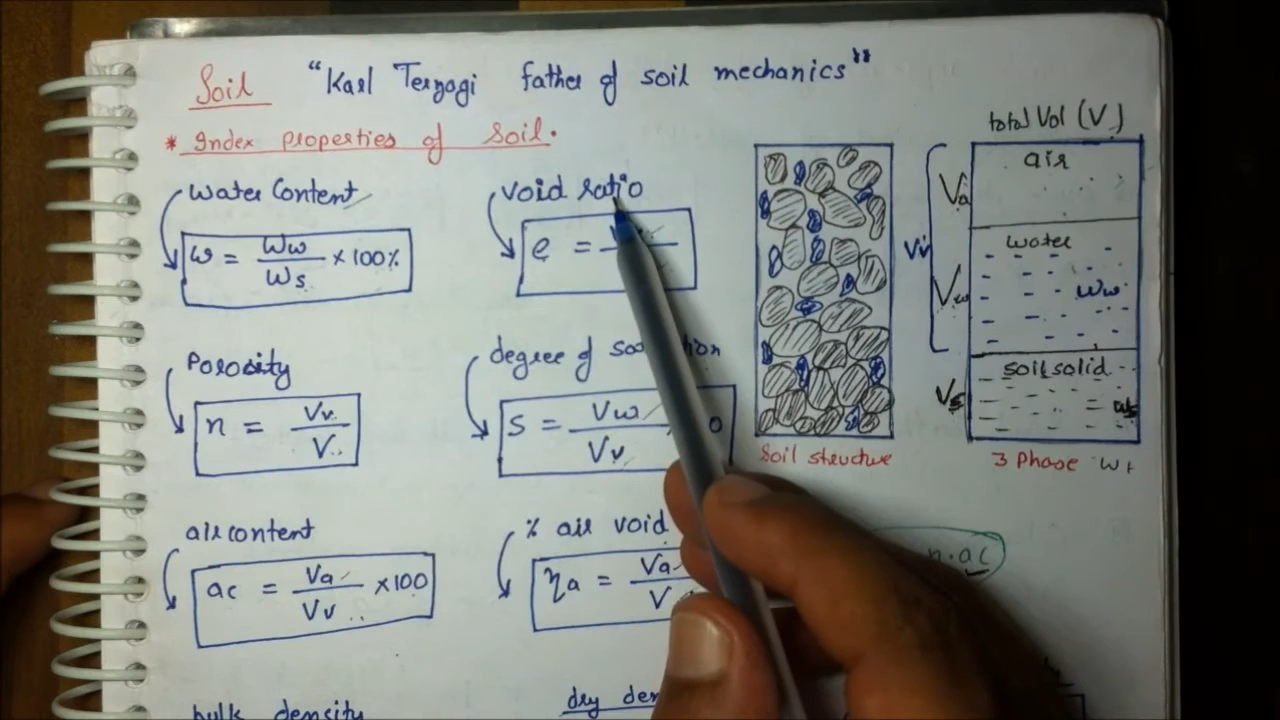 Soil "Karl Terzagi father of soil mechanics"
* Index properties of Soil.
total Vol (V)
water Content
w = Ww / Ws × 100%
void ratio
e =
air
Va
water
Vv
Vw
Ww
soil solid
Vs
Ws
Soil structure
3 Phase
Porosity
n = Vv / V
degree of
S = Vw / Vv
air content
ac = Va / Vv × 100
% air void
ηa = Va / V
n.ac
bulk density
dry